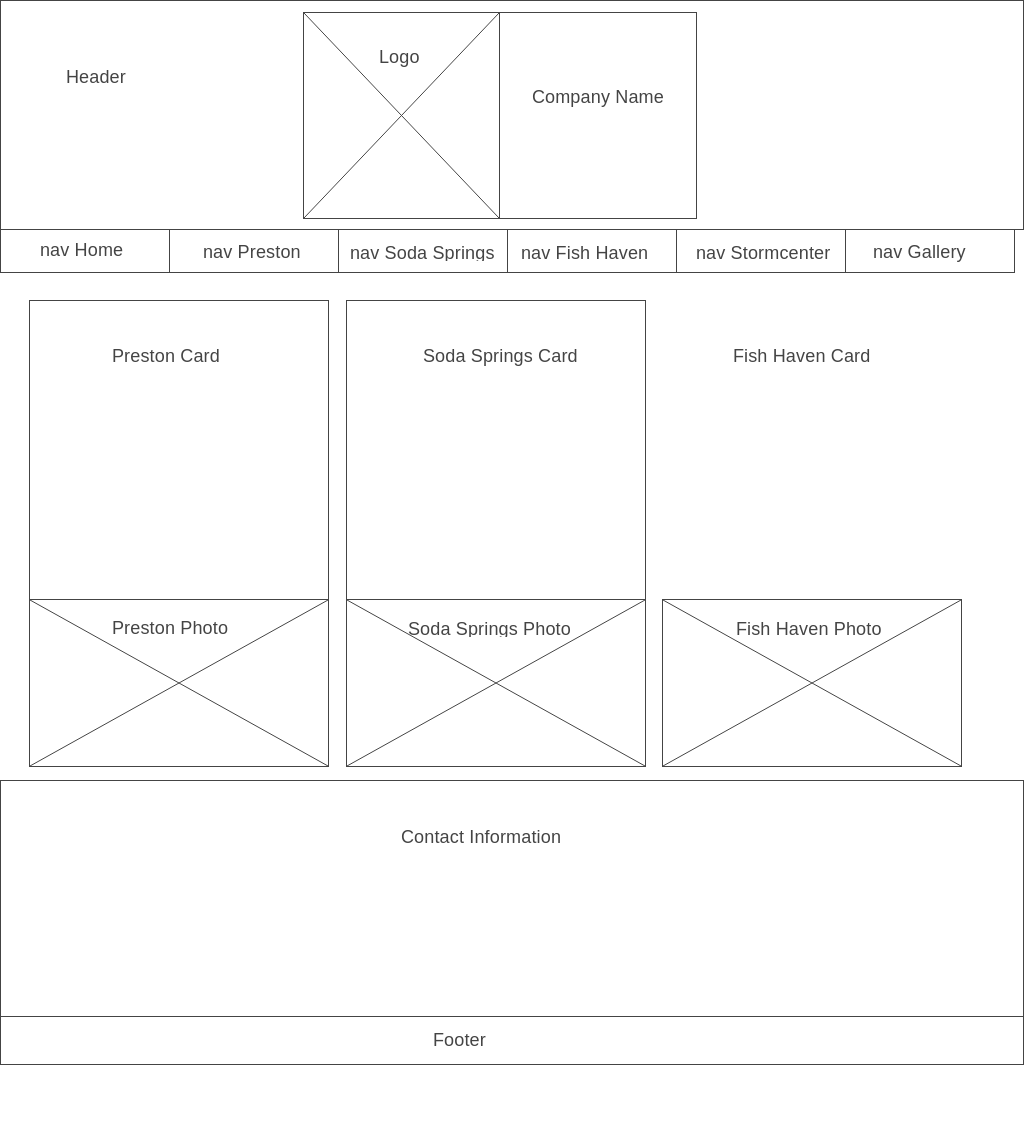 Header
Logo
Company Name
nav Home
nav Preston
nav Soda Springs
nav Fish Haven
nav Stormcenter
nav Gallery
Preston Card
Soda Springs Card
Fish Haven Card
Preston Photo
Soda Springs Photo
Fish Haven Photo
Contact Information
Footer